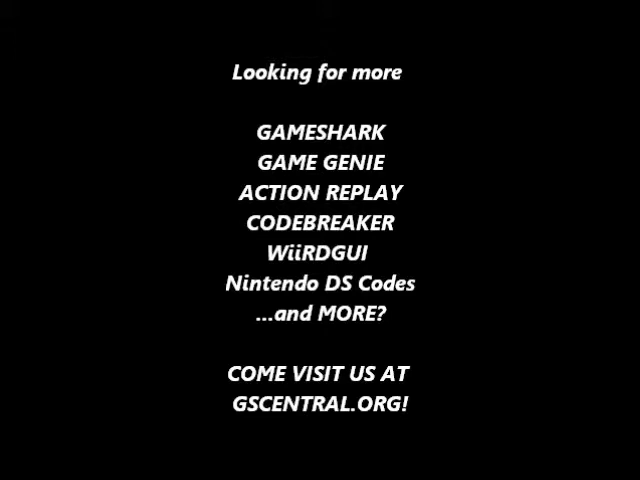 Looking for more
GAMESHARK
GAME GENIE
ACTION REPLAY
CODEBREAKER
WiiRDGUI
Nintendo DS Codes
...and MORE?
COME VISIT US AT
GSCENTRAL.ORG!